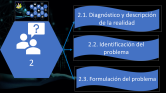 ?
2
2.1. Diagnóstico y descripción
de la realidad
2.2. Identificación del
problema
2.3. Formulación del problema